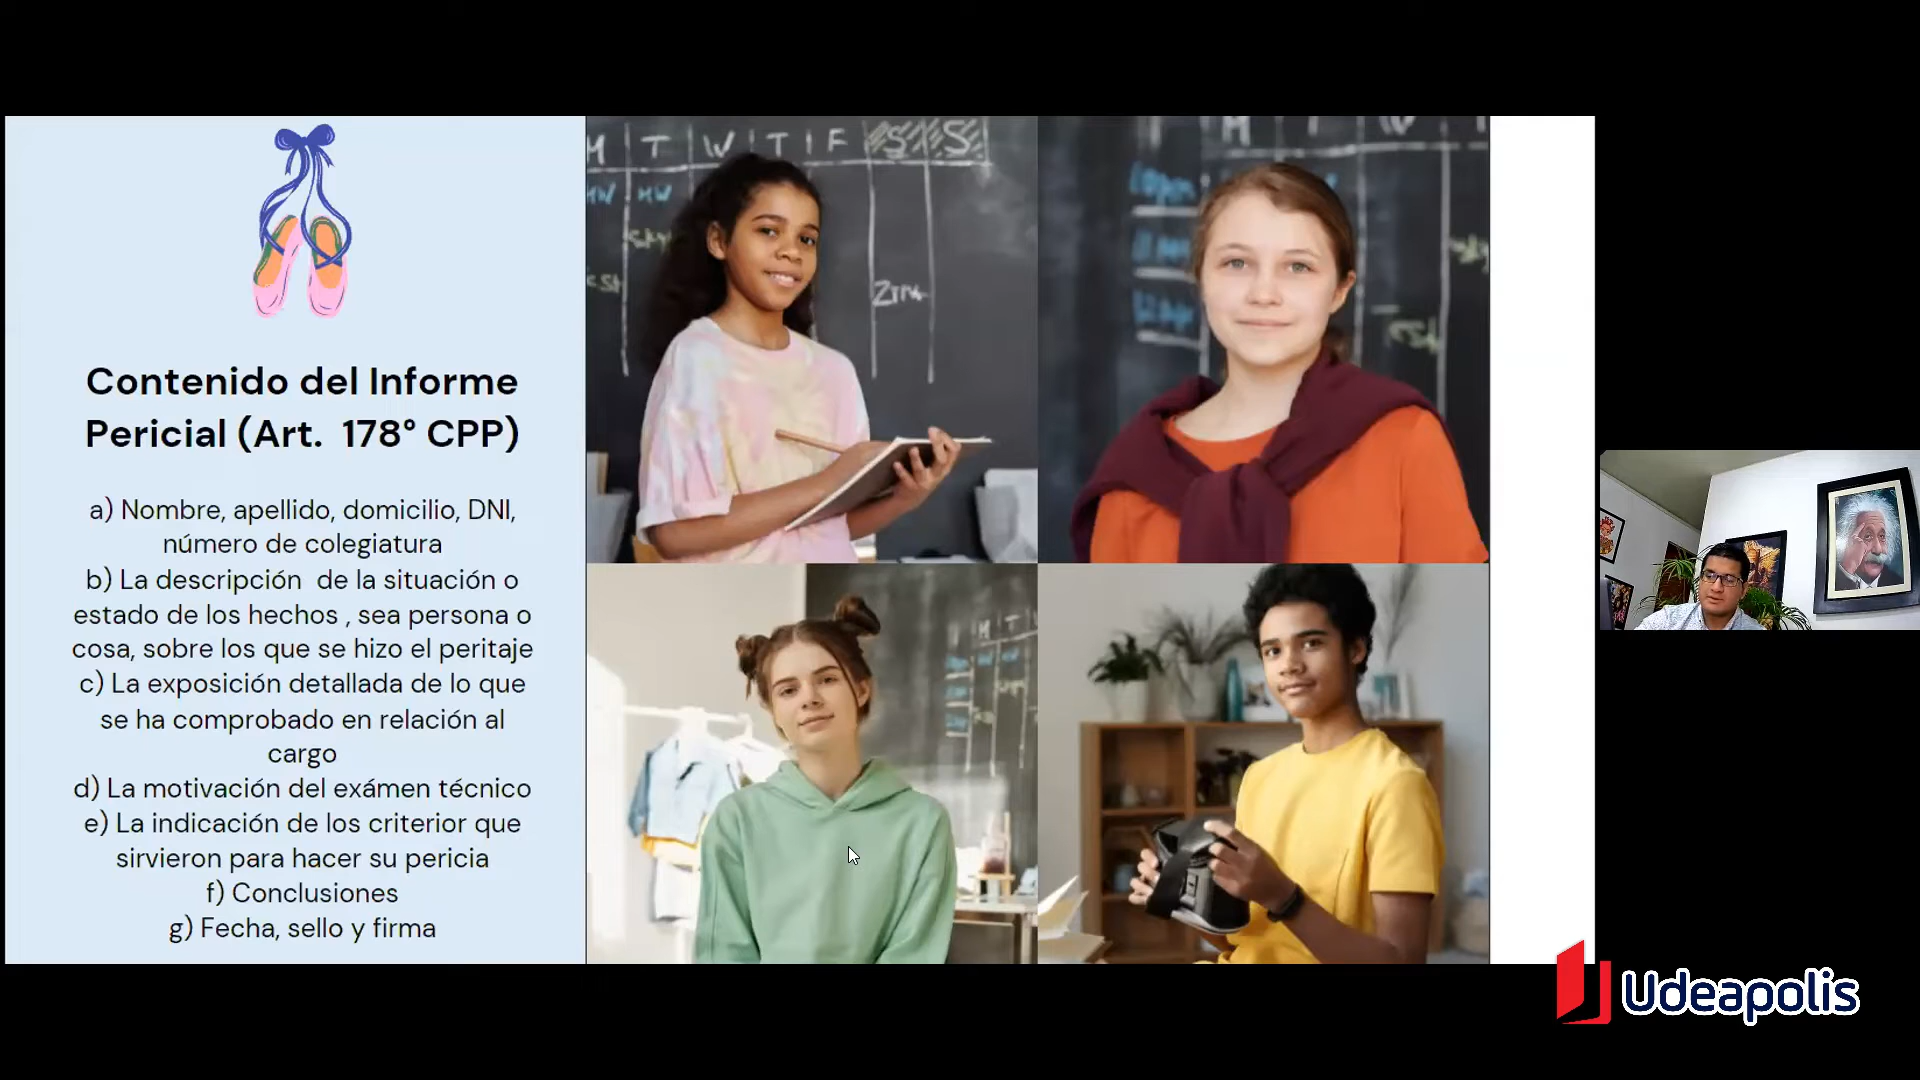 Contenido del Informe
Pericial (Art. 178° CPP)
a) Nombre, apellido, domicilio, DNI,
número de colegiatura
b) La descripción de la situación o
estado de los hechos , sea persona o
cosa, sobre los que se hizo el peritaje
c) La exposición detallada de lo que
se ha comprobado en relación al
cargo
d) La motivación del exámen técnico
e) La indicación de los criterior que
sirvieron para hacer su pericia
f) Conclusiones
g) Fecha, sello y firma
M T W T F S S
HW HW
M T W T
Udeapolis